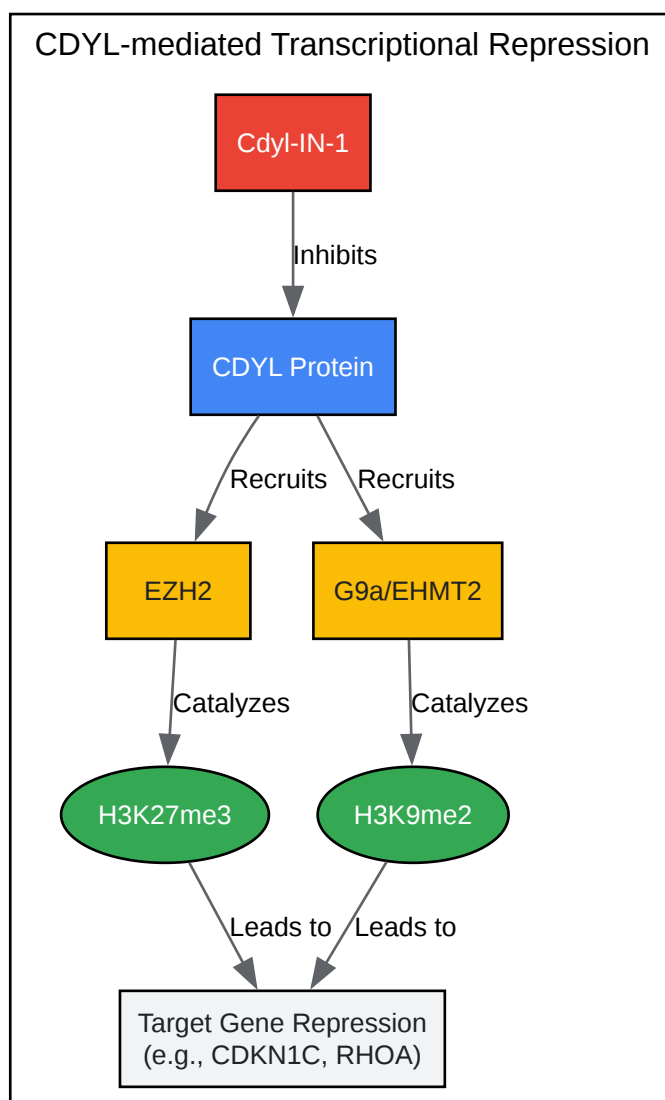 CDYL-mediated Transcriptional Repression
Cdyl-IN-1
Inhibits
CDYL Protein
Recruits
Recruits
EZH2
G9a/EHMT2
Catalyzes
Catalyzes
H3K27me3
H3K9me2
Leads to
Leads to
Target Gene Repression
(e.g., CDKN1C, RHOA)